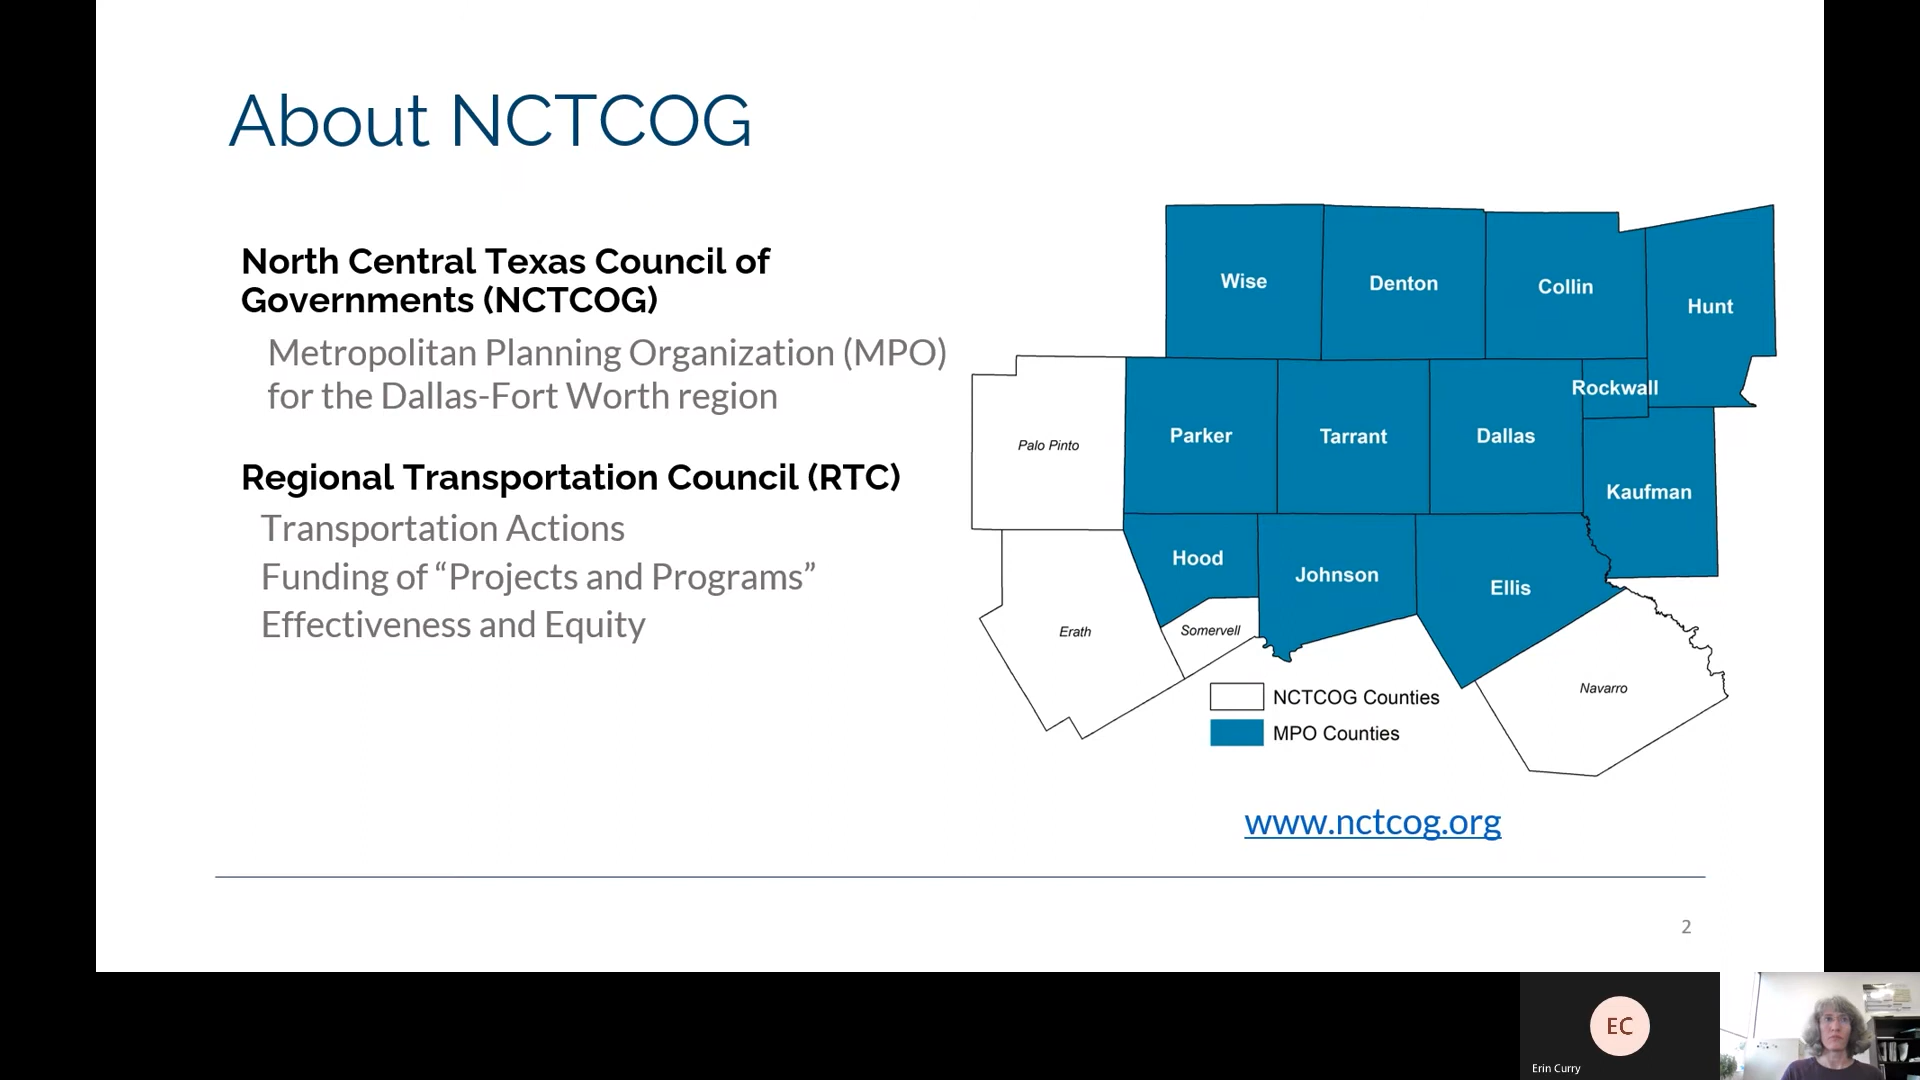 About NCTCOG
North Central Texas Council of
Governments (NCTCOG)
Metropolitan Planning Organization (MPO)
for the Dallas-Fort Worth region
Regional Transportation Council (RTC)
Transportation Actions
Funding of “Projects and Programs”
Effectiveness and Equity
Wise
Denton
Collin
Hunt
Rockwall
Palo Pinto
Parker
Tarrant
Dallas
Kaufman
Hood
Johnson
Ellis
Erath
Somervell
Navarro
NCTCOG Counties
MPO Counties
www.nctcog.org
2
EC
Erin Curry